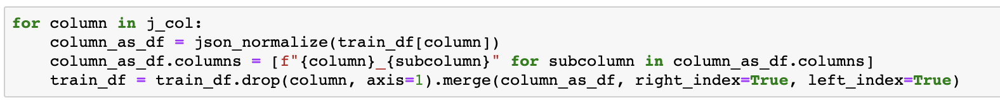 for column in j_col:
    column_as_df = json_normalize(train_df[column])
    column_as_df.columns = [f"{column}_{subcolumn}" for subcolumn in column_as_df.columns]
    train_df = train_df.drop(column, axis=1).merge(column_as_df, right_index=True, left_index=True)